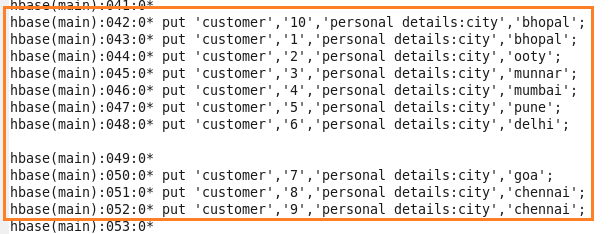 hbase(main):041:0*
hbase(main):042:0* put 'customer','10','personal details:city','bhopal';
hbase(main):043:0* put 'customer','1','personal details:city','bhopal';
hbase(main):044:0* put 'customer','2','personal details:city','ooty';
hbase(main):045:0* put 'customer','3','personal details:city','munnar';
hbase(main):046:0* put 'customer','4','personal details:city','mumbai';
hbase(main):047:0* put 'customer','5','personal details:city','pune';
hbase(main):048:0* put 'customer','6','personal details:city','delhi';
hbase(main):049:0*
hbase(main):050:0* put 'customer','7','personal details:city','goa';
hbase(main):051:0* put 'customer','8','personal details:city','chennai';
hbase(main):052:0* put 'customer','9','personal details:city','chennai';
hbase(main):053:0*